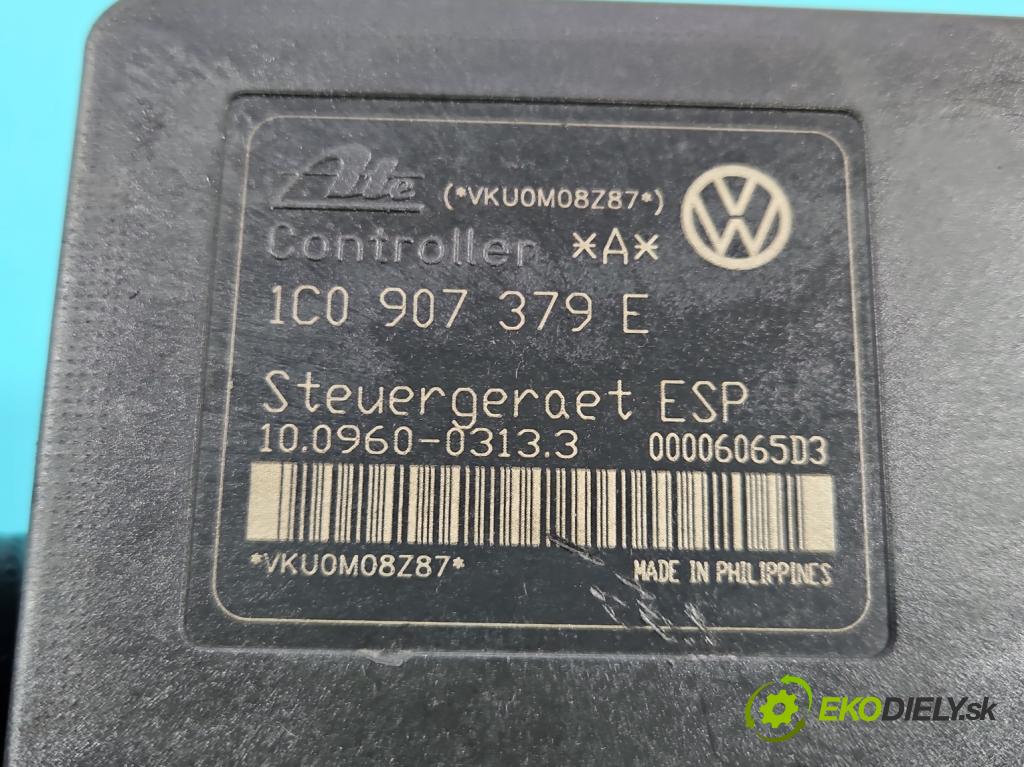 Ate (*VKU0M08Z87*)
Controller *A*
1C0 907 379 E
Steuergeraet ESP
10.0960-0313.3 00006065D3
*VKU0M08Z87* MADE IN PHILIPPINES
EKODIELY.sk